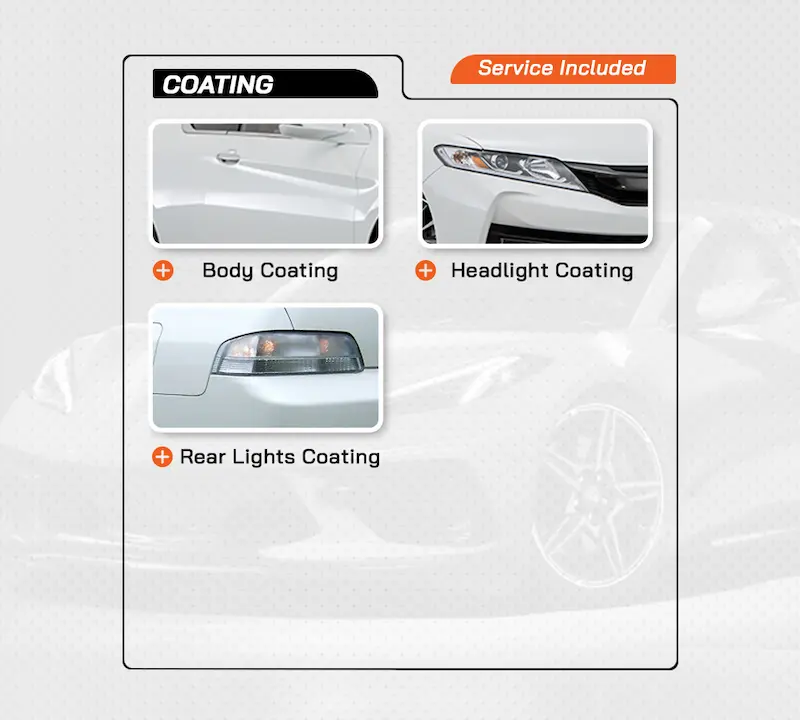 COATING
Service Included
Body Coating
Headlight Coating
Rear Lights Coating